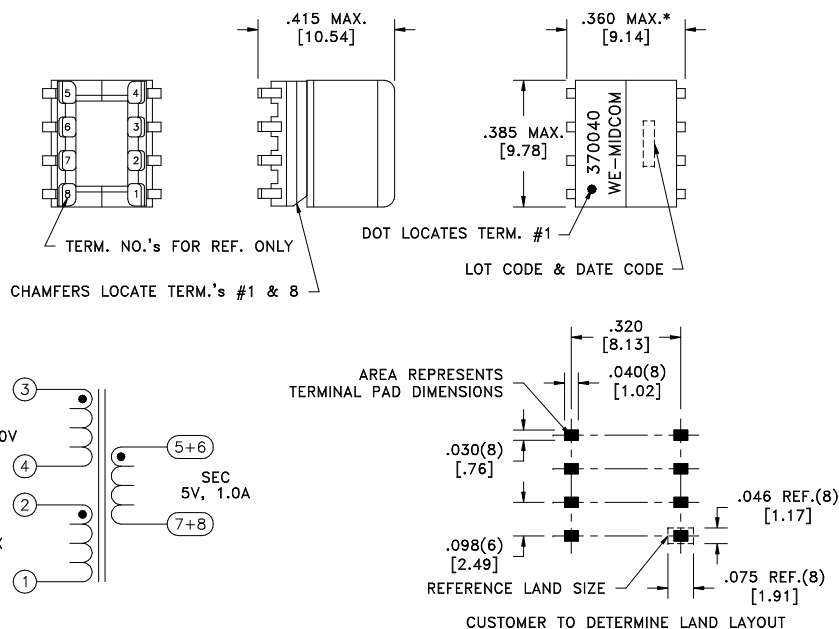 .415 MAX.
[10.54]
.360 MAX.*
[9.14]
5
4
6
3
7
2
8
1
.385 MAX.
[9.78]
370040
WE-MIDCOM
TERM. NO.'s FOR REF. ONLY
DOT LOCATES TERM. #1
LOT CODE & DATE CODE
CHAMFERS LOCATE TERM.'s #1 & 8
.320
[8.13]
AREA REPRESENTS
TERMINAL PAD DIMENSIONS
.040(8)
[1.02]
3
0V
4
5+6
SEC
5V, 1.0A
2
7+8
X
1
.030(8)
[.76]
.046 REF.(8)
[1.17]
.098(6)
[2.49]
REFERENCE LAND SIZE
.075 REF.(8)
[1.91]
CUSTOMER TO DETERMINE LAND LAYOUT